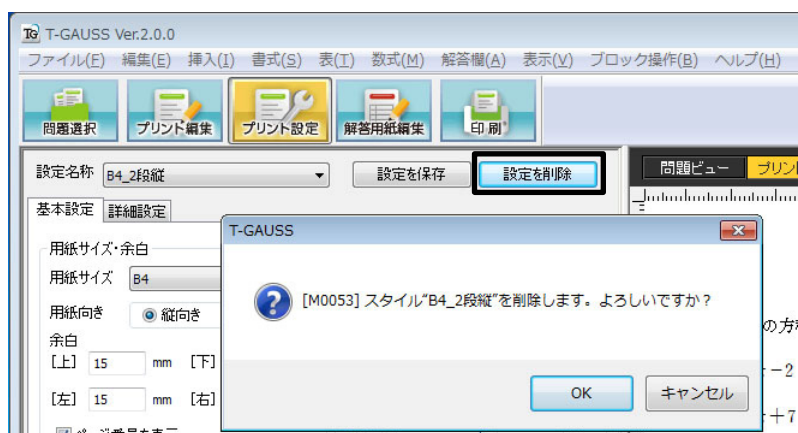 T-GAUSS Ver.2.0.0
ファイル(F) 編集(E) 挿入(I) 書式(S) 表(T) 数式(M) 解答欄(A) 表示(V) ブロック操作(B) ヘルプ(H)
問題選択 プリント編集 プリント設定 解答用紙編集 印刷
設定名称 B4_2段縦 設定を保存 設定を削除
問題ビュー プリン
基本設定 詳細設定
T-GAUSS
用紙サイズ・余白
用紙サイズ B4
[M0053] スタイル“B4_2段縦”を削除します。よろしいですか？
用紙向き 縦向き
の方
余白
[上] 15 mm [下]
-2
[左] 15 mm [右]
OK キャンセル
+7